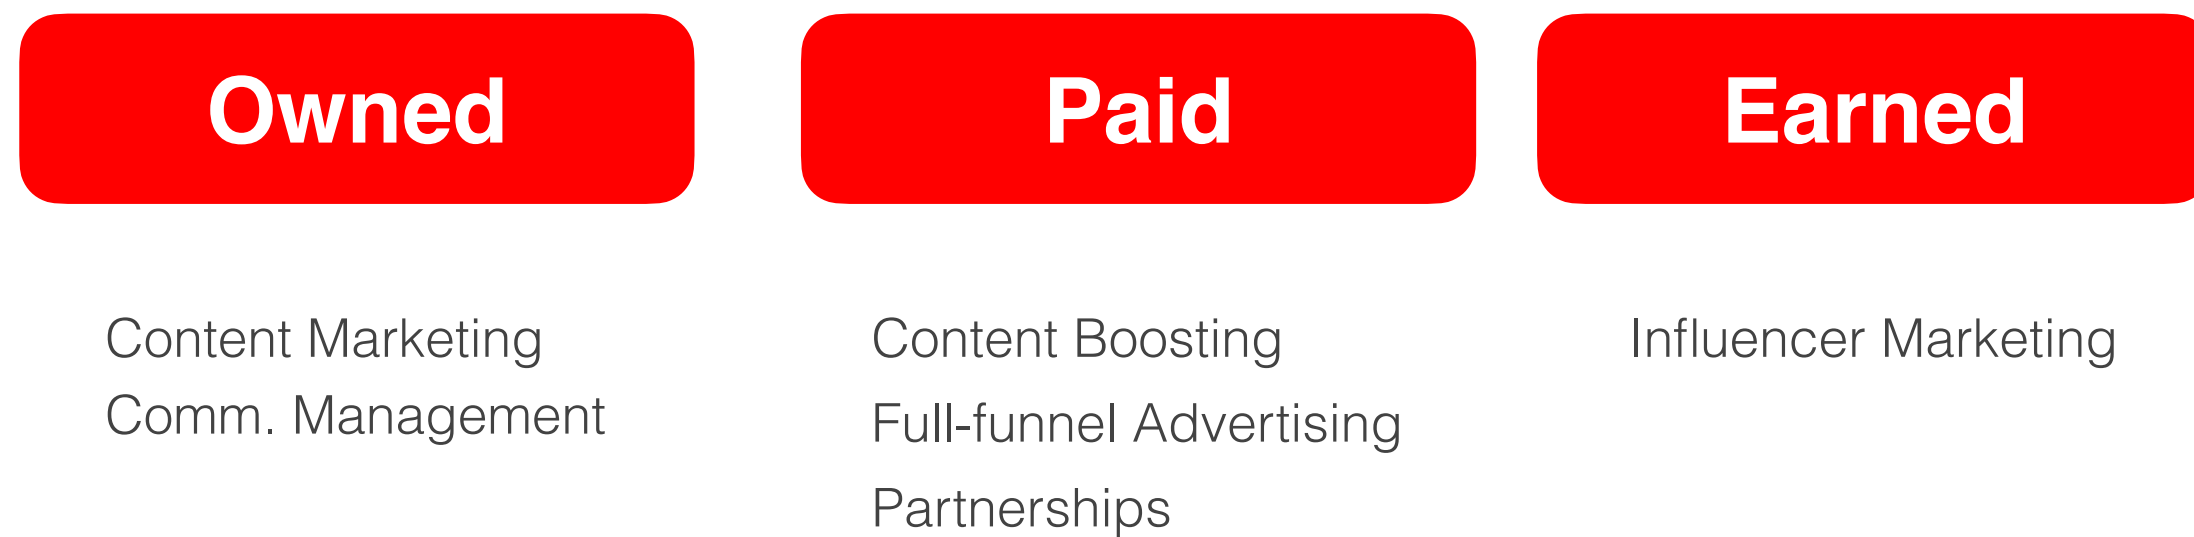 Owned
Content Marketing
Comm. Management
Paid
Content Boosting
Full-funnel Advertising
Partnerships
Earned
Influencer Marketing